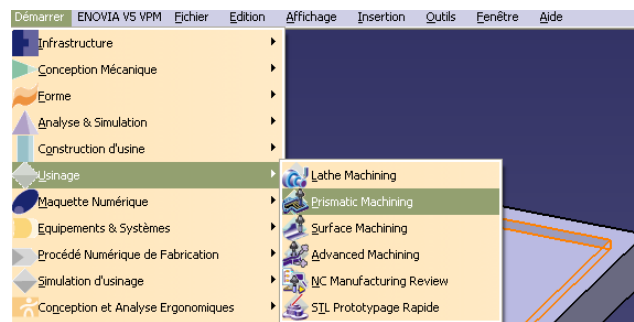 Démarrer ENOVIA V5 VPM Fichier Edition Affichage Insertion Outils Fenêtre Aide
Infrastructure
Conception Mécanique
Forme
Analyse & Simulation
Construction d'usine
Usinage
Lathe Machining
Maquette Numérique
Prismatic Machining
Equipements & Systèmes
Surface Machining
Procédé Numérique de Fabrication
Advanced Machining
Simulation d'usinage
NC Manufacturing Review
Conception et Analyse Ergonomiques
STL Prototypage Rapide